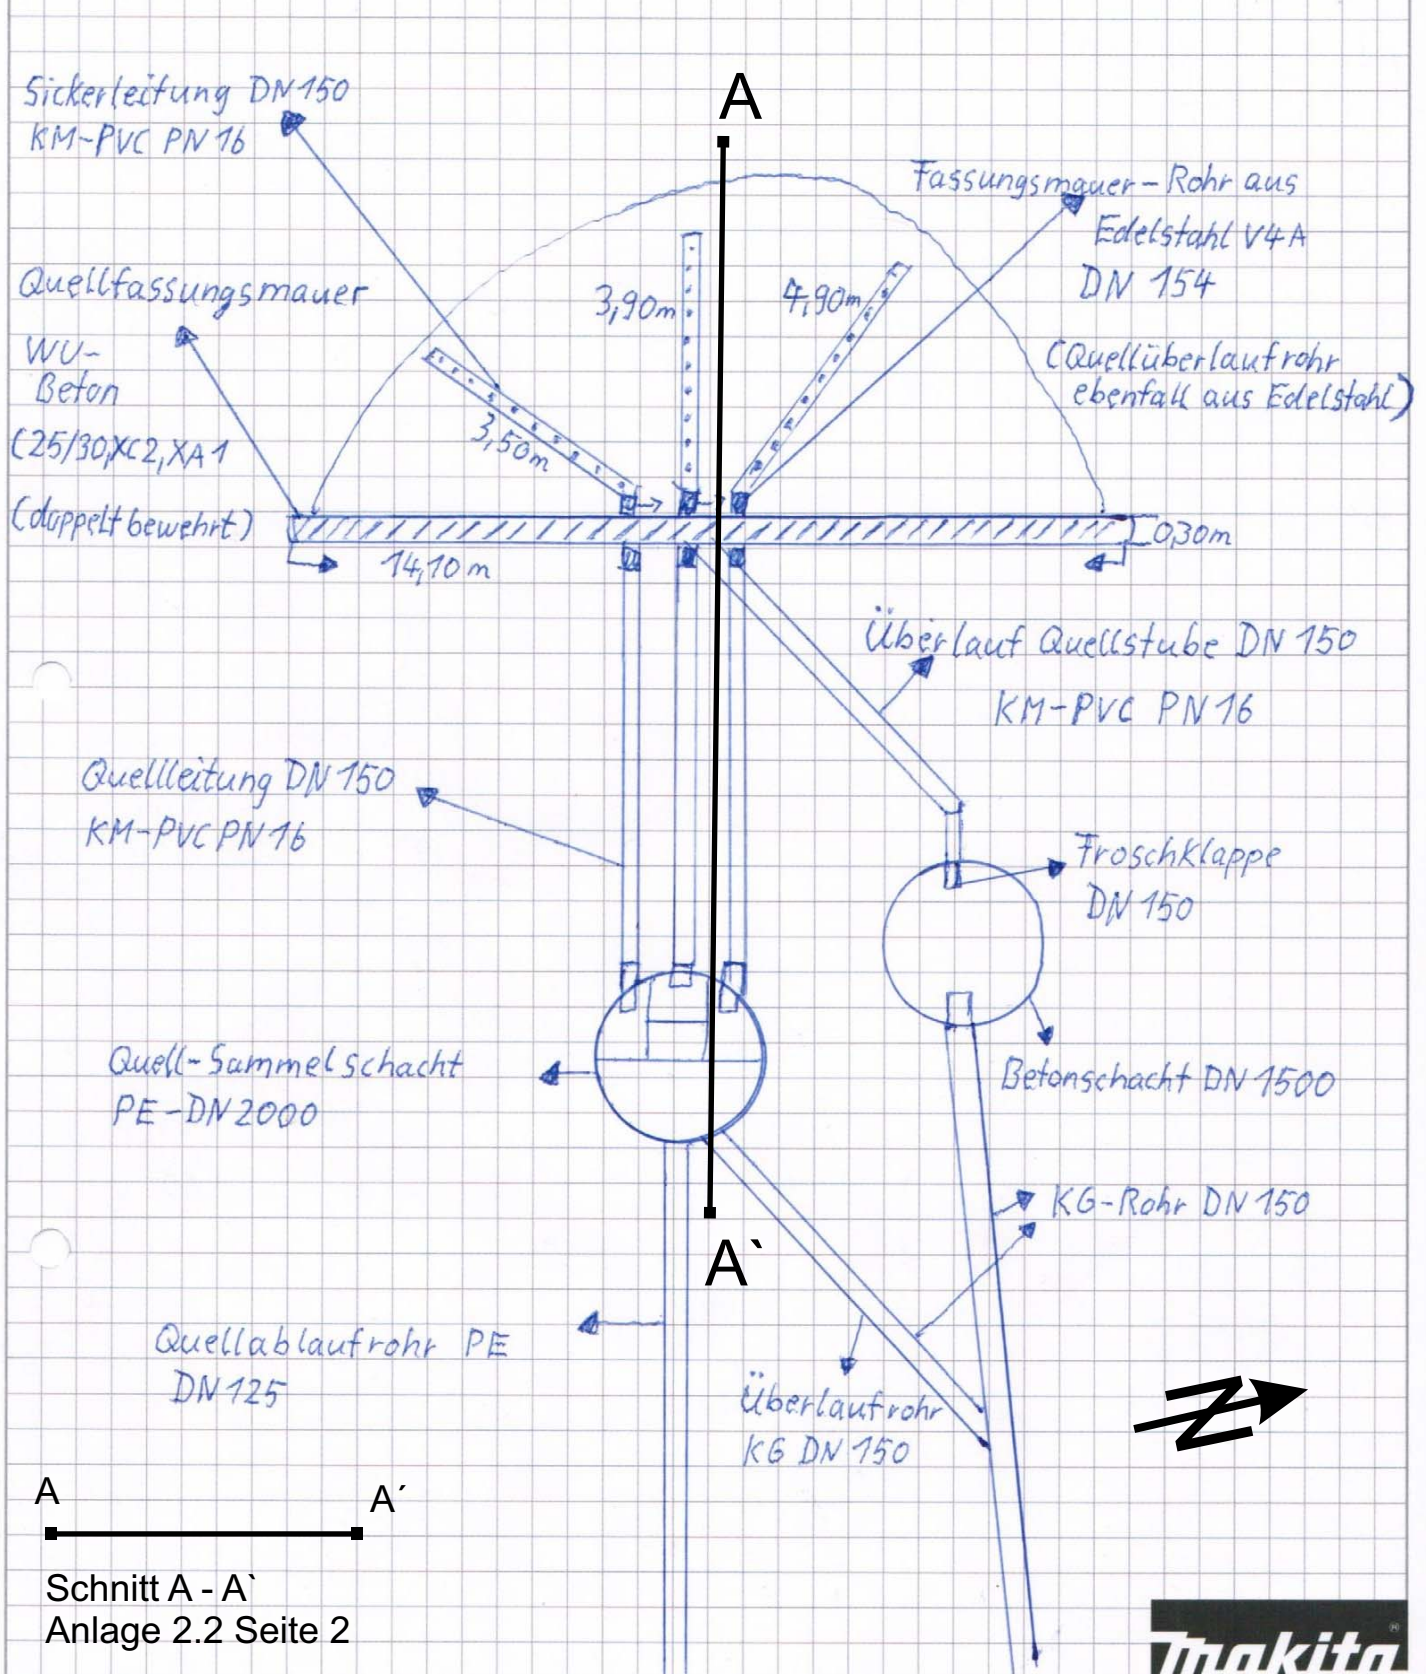 A
Sickerleitung DN 150
KM-PVC PN 16
Fassungsmauer-Rohr aus
Edelstahl V4A
DN 154
(Quellüberlaufrohr
ebenfall aus Edelstahl)
Quellfassungsmauer
WU-
Beton
(25/30,XC2,XA1
(doppelt bewehrt)
3,90m
4,90m
3,50m
14,10 m
0,30m
Überlauf Quellstube DN 150
KM-PVC PN 16
Quellleitung DN 150
KM-PVC PN 16
Froschklappe
DN 150
Quell-Sammelschacht
PE-DN 2000
Betonschacht DN 1500
KG-Rohr DN 150
A`
Quellablaufrohr PE
DN 125
Überlaufrohr
KG DN 150
N
A A´
Schnitt A - A`
Anlage 2.2 Seite 2
makita®